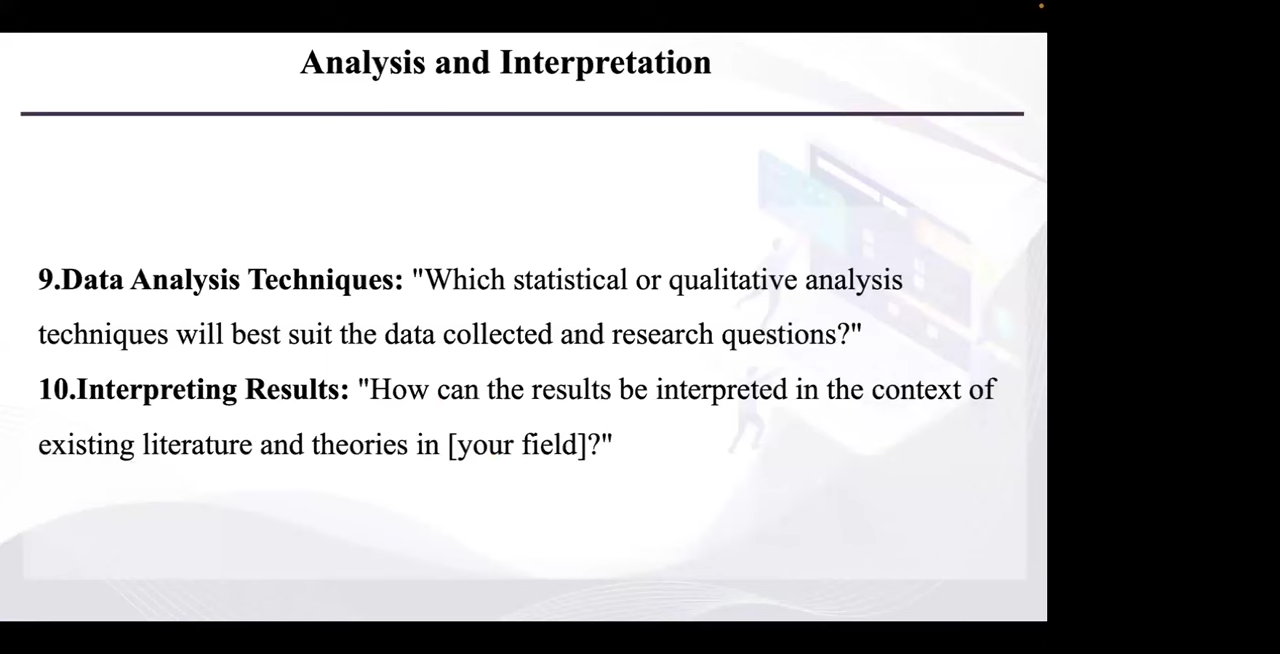 Analysis and Interpretation
9.Data Analysis Techniques: "Which statistical or qualitative analysis
techniques will best suit the data collected and research questions?"
10.Interpreting Results: "How can the results be interpreted in the context of
existing literature and theories in [your field]?"